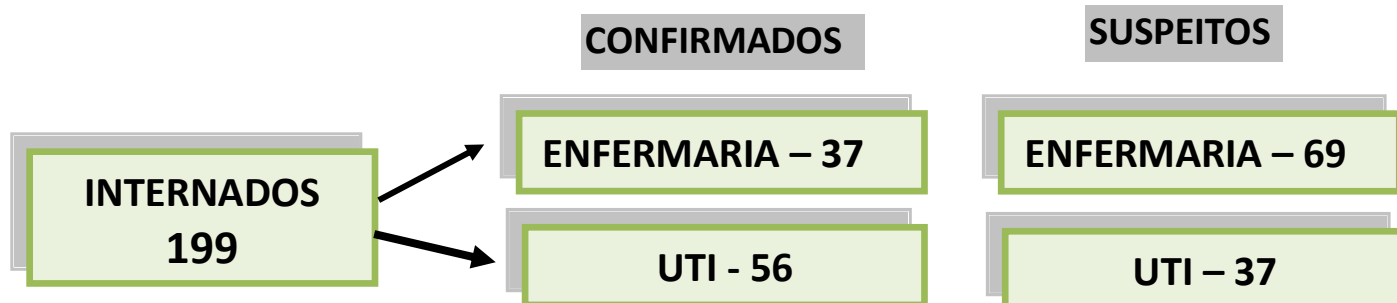 CONFIRMADOS
SUSPEITOS
INTERNADOS
199
ENFERMARIA – 37
ENFERMARIA – 69
UTI - 56
UTI – 37